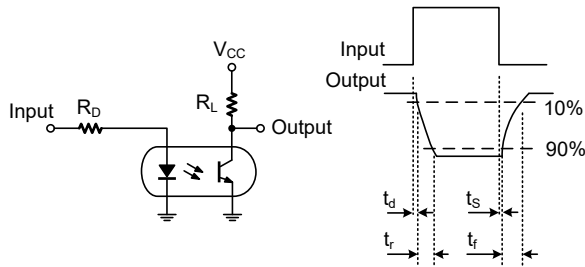 V_CC
Input
R_D
R_L
Output
Input
Output
10%
90%
t_d
t_S
t_r
t_f